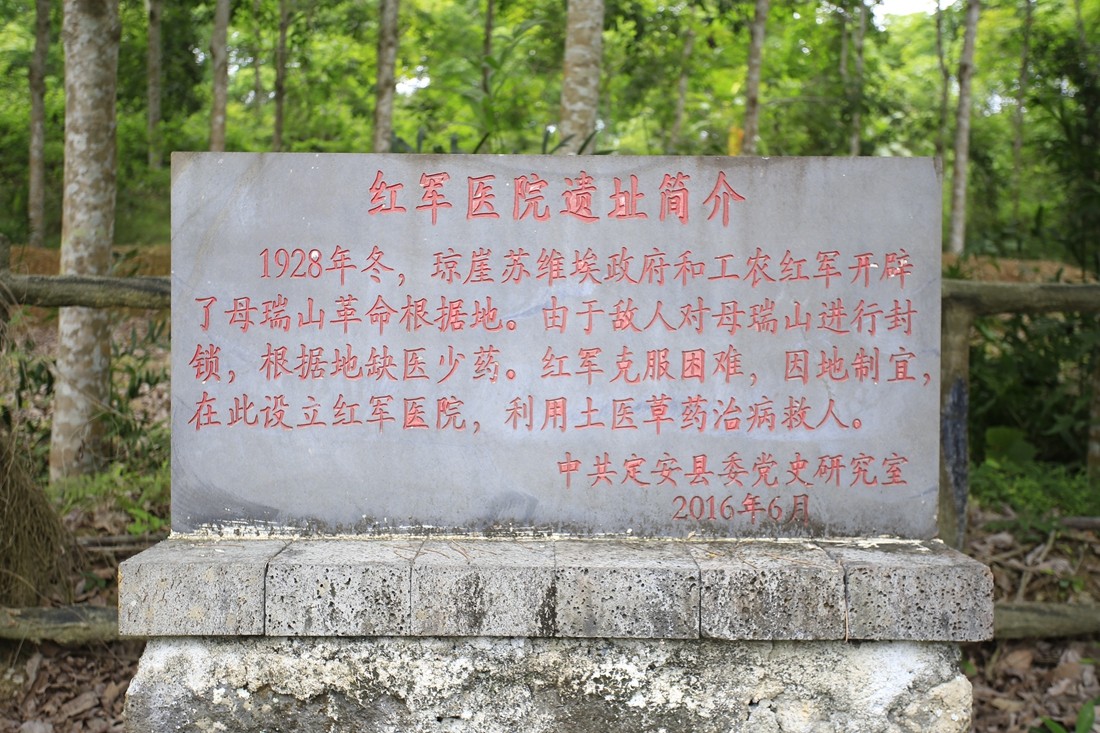 红军医院遗址简介
1928年冬，琼崖苏维埃政府和工农红军开辟
了母瑞山革命根据地。由于敌人对母瑞山进行封
锁，根据地缺医少药。红军克服困难，因地制宜，
在此设立红军医院，利用土医草药治病救人。
中共定安县委党史研究室
2016年6月